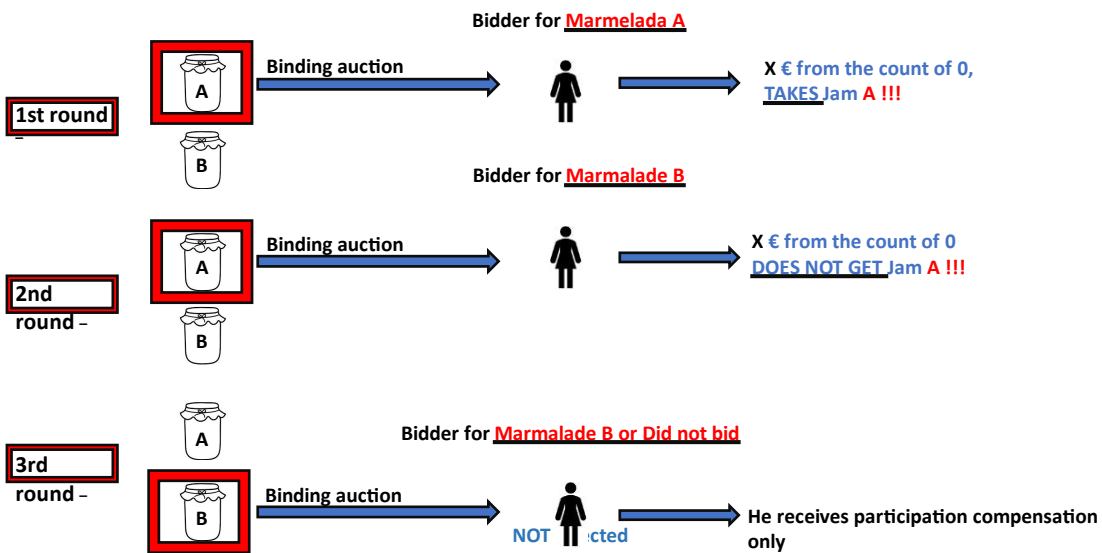 Bidder for Marmelada A
Binding auction
X € from the count of 0,
TAKES Jam A !!!
A
1st round
–
B
Bidder for Marmalade B
Binding auction
X € from the count of 0
DOES NOT GET Jam A !!!
A
2nd
round –
B
A
Bidder for Marmalade B or Did not bid
3rd
round –
Binding auction
B
NOT
He receives participation compensation
only